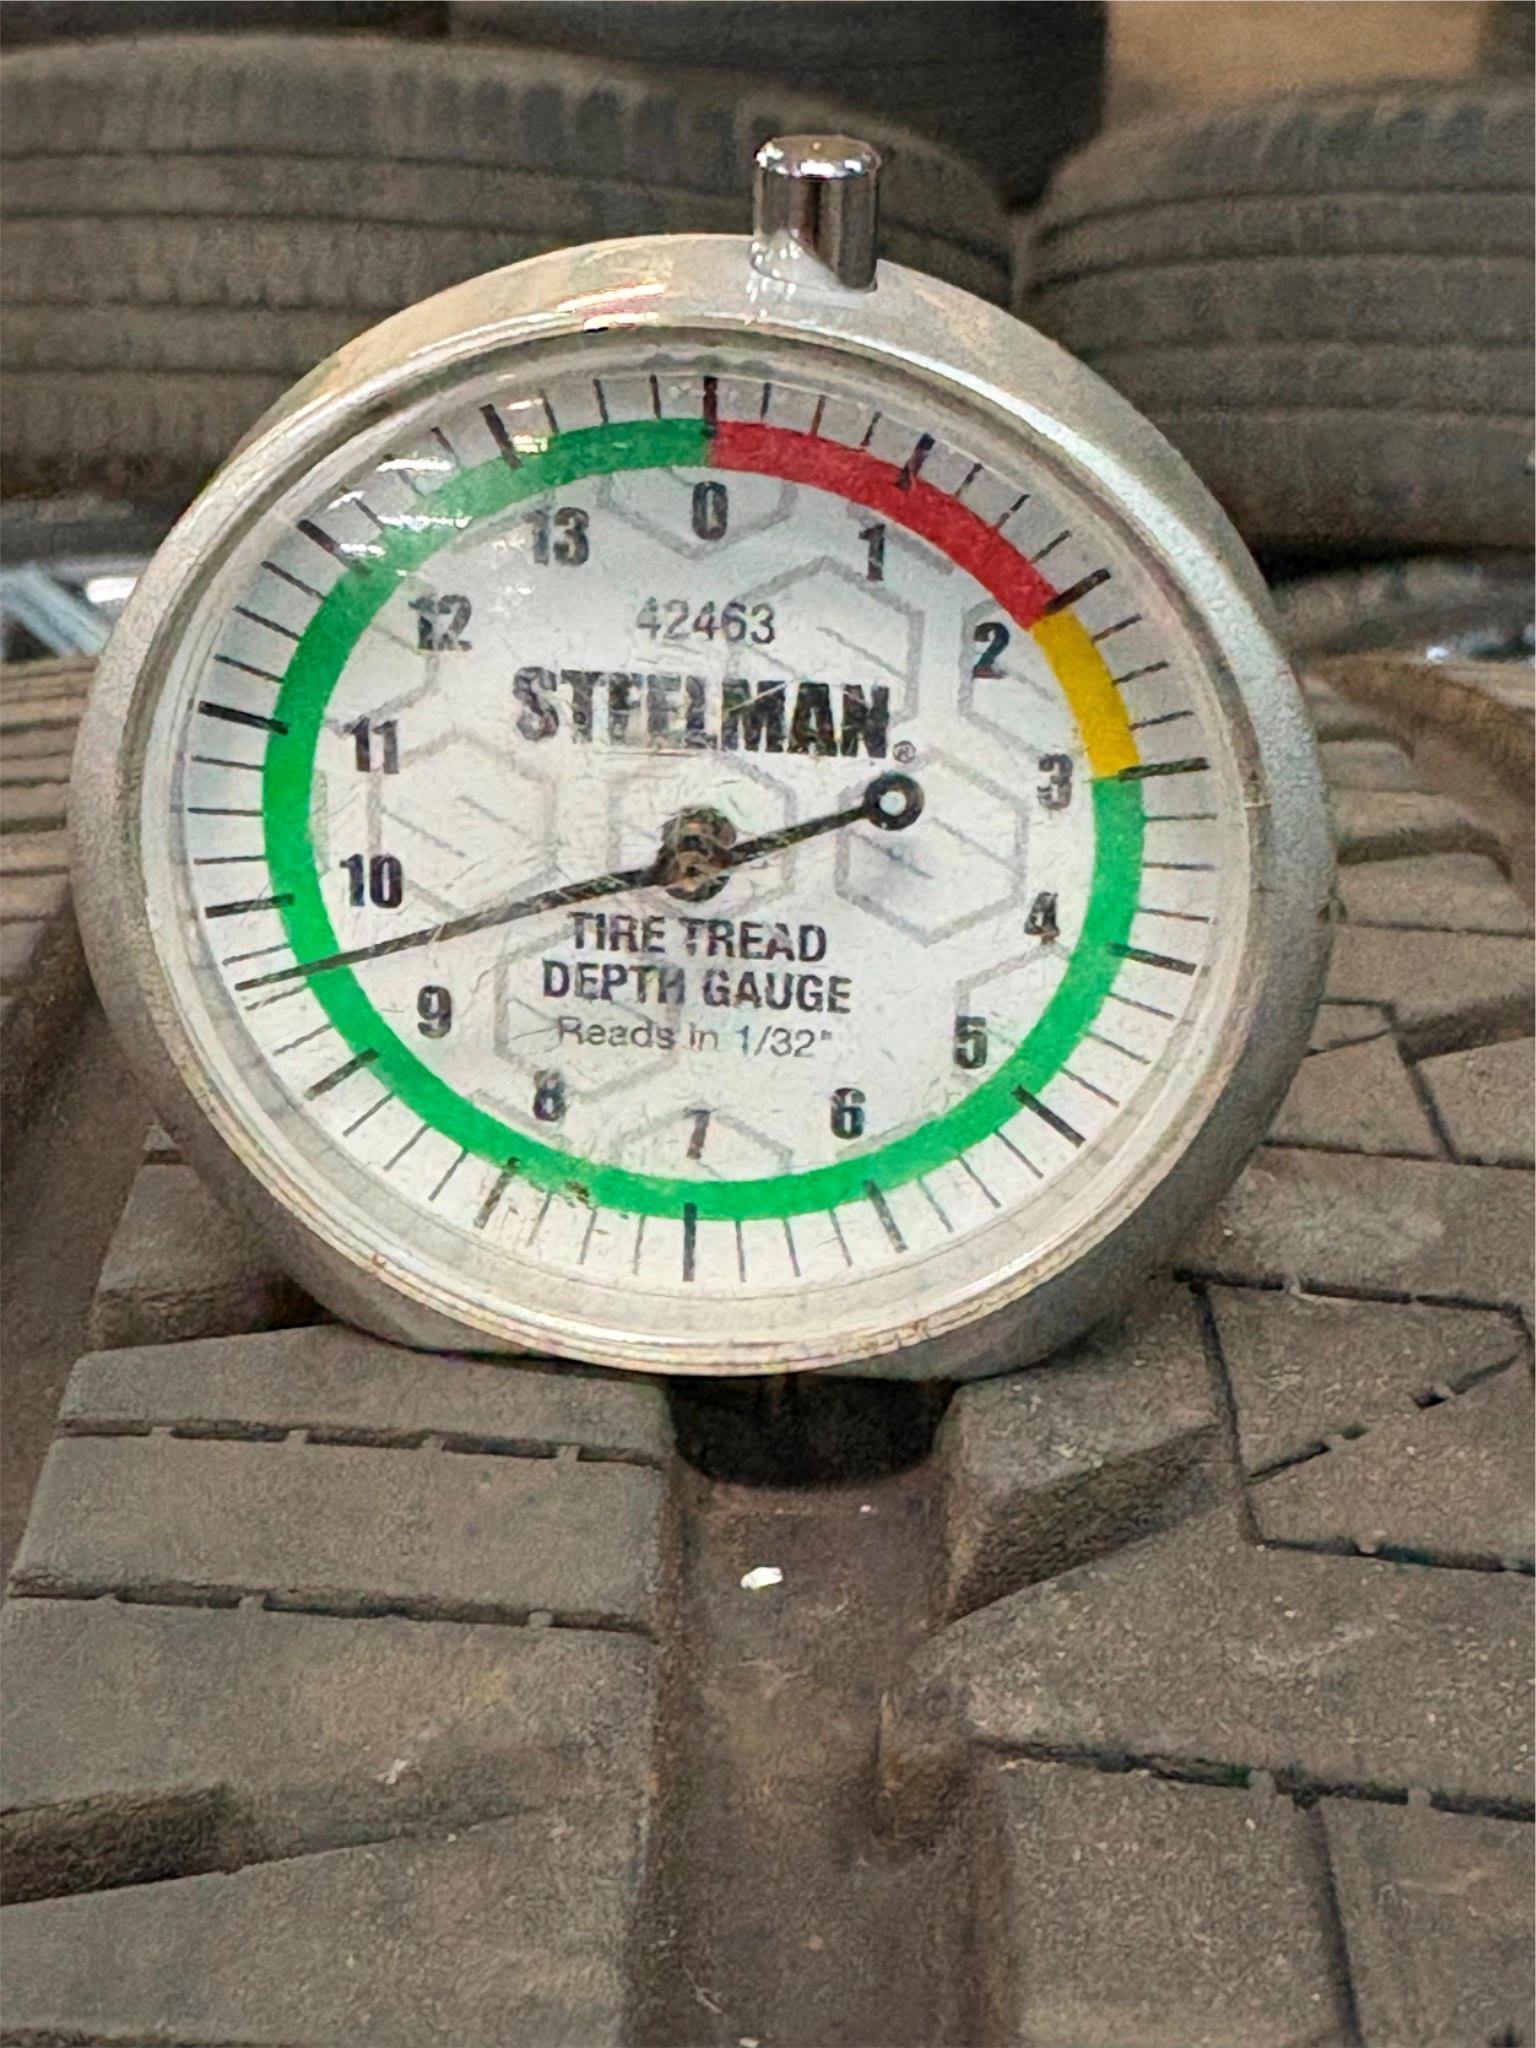 0
13 1
42463
12 2
STEELMAN®
11 3
10 4
TIRE TREAD
DEPTH GAUGE
9 5
Reads in 1/32"
8 6
7